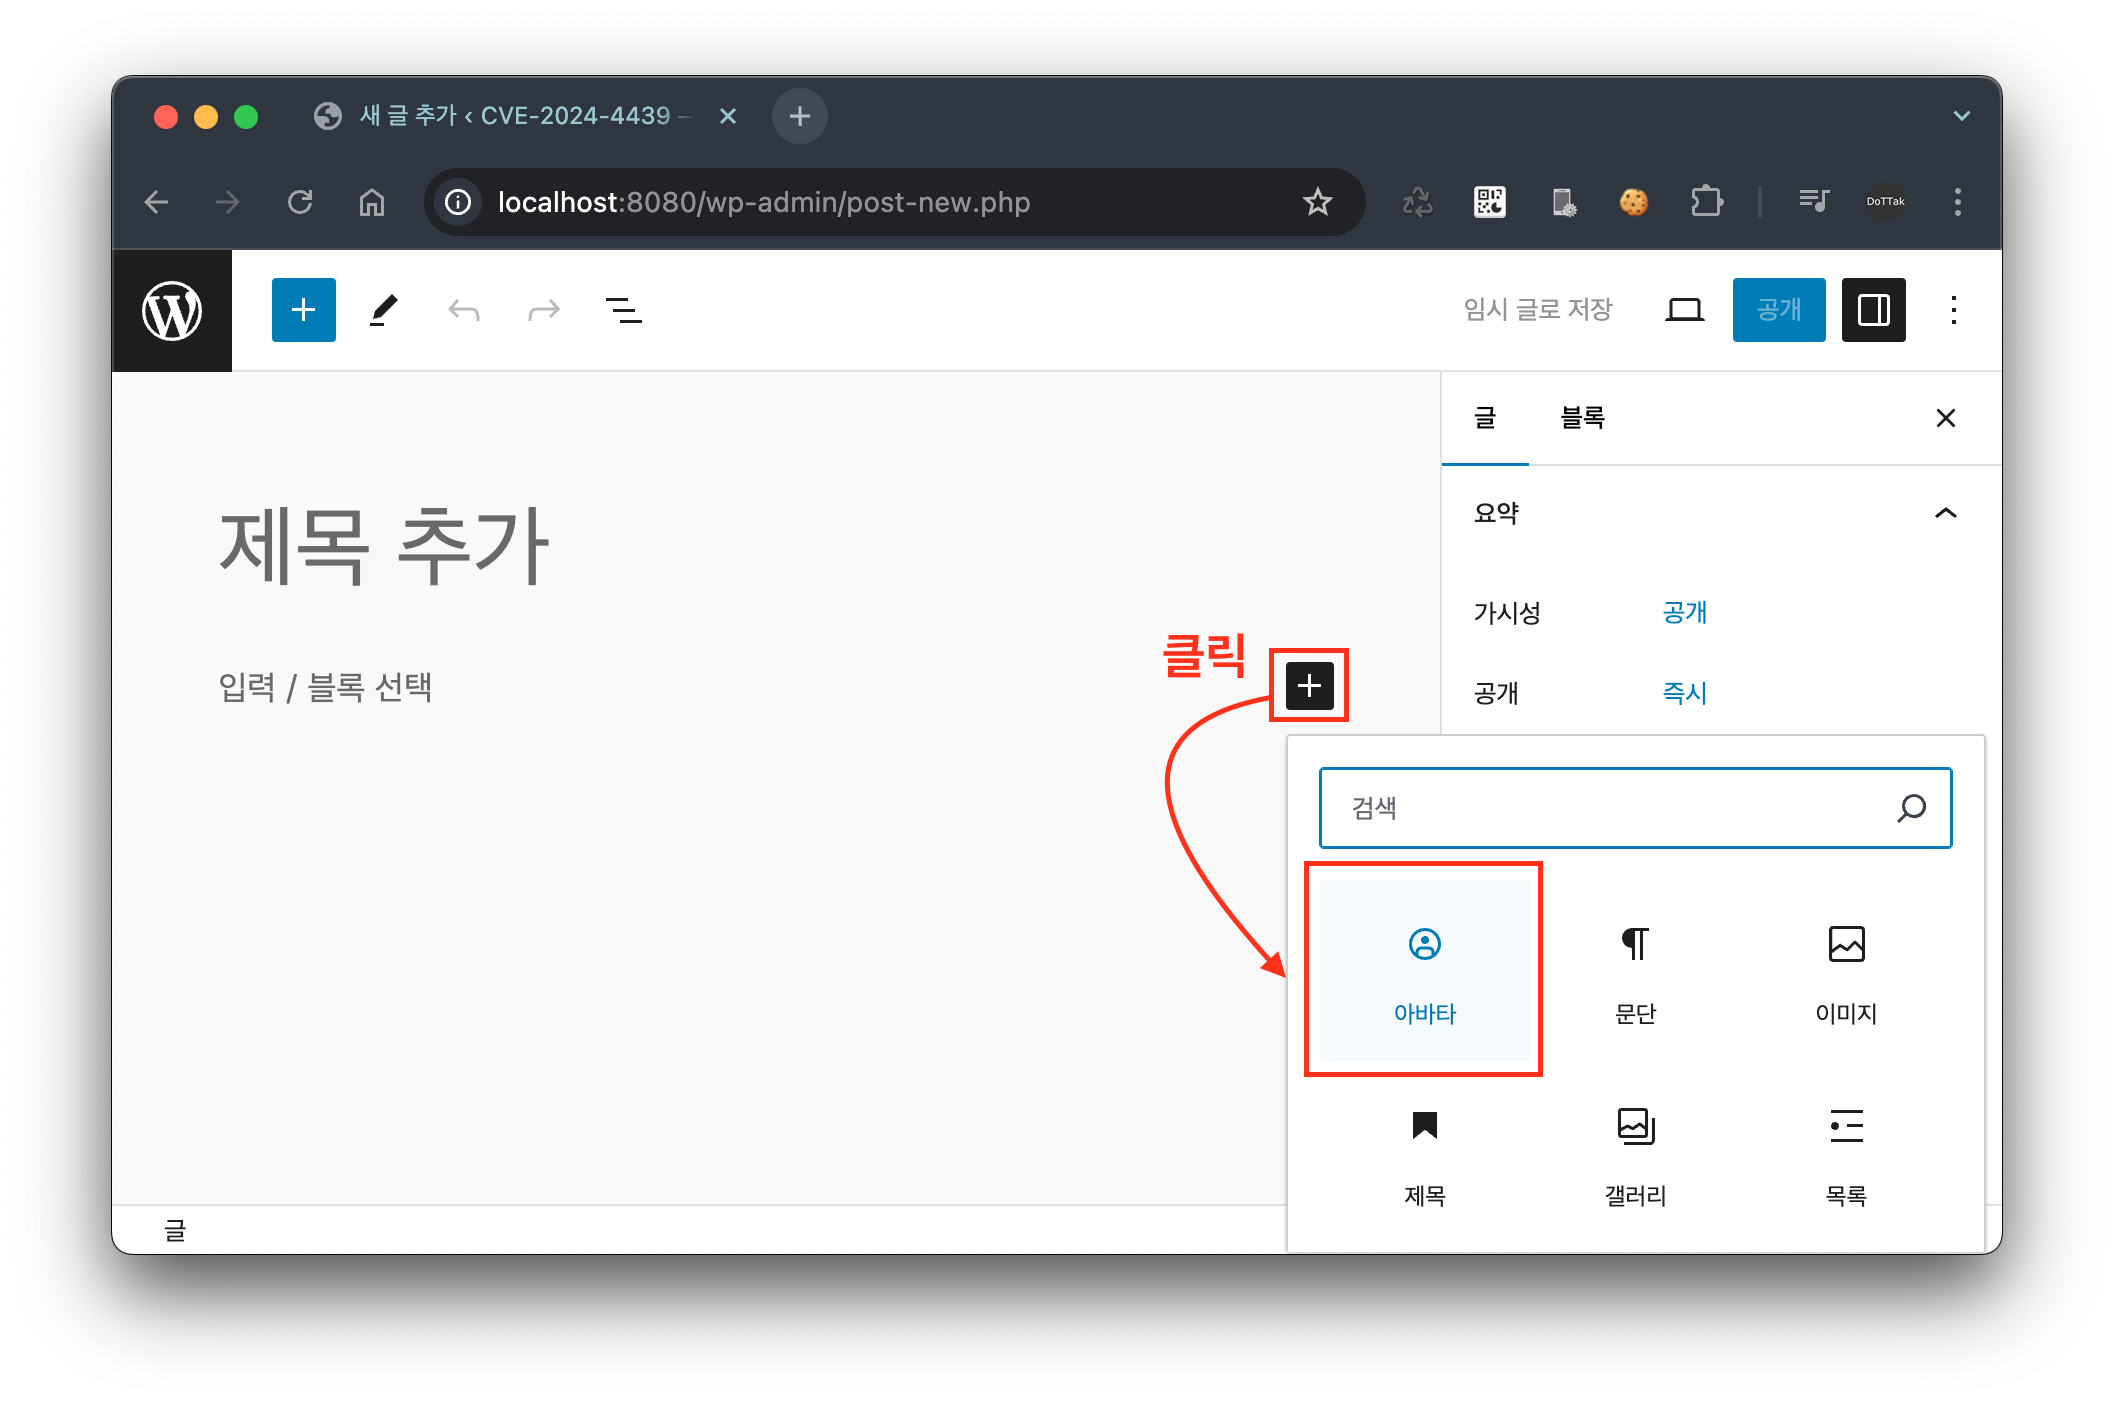 새 글 추가 ‹ CVE-2024-4439 –
localhost:8080/wp-admin/post-new.php
DoTTak
임시 글로 저장
공개
글
블록
제목 추가
요약
가시성
공개
클릭
입력 / 블록 선택
공개
즉시
검색
아바타
문단
이미지
제목
갤러리
목록
글